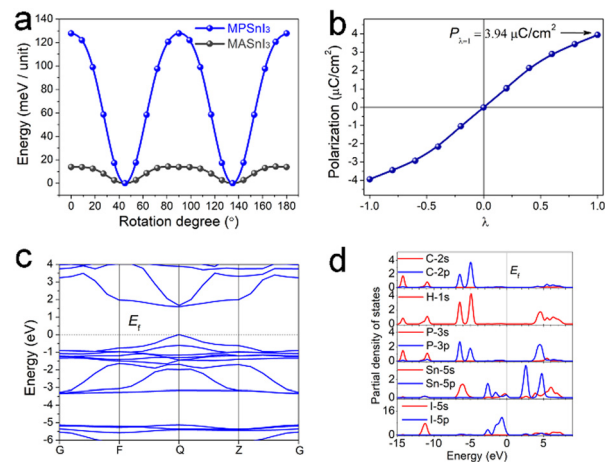 a
MPSnI₃
MASnI₃
Energy (meV / unit)
140
120
100
80
60
40
20
0
0 20 40 60 80 100 120 140 160 180
Rotation degree (°)
b
P_{λ=1} = 3.94 μC/cm²
Polarization (μC/cm²)
4
3
2
1
0
-1
-2
-3
-4
-1.0 -0.5 0.0 0.5 1.0
λ
c
E_f
Energy (eV)
4
3
2
1
0
-1
-2
-3
-4
-5
-6
G F Q Z G
d
E_f
Partial density of states
C-2s
C-2p
4
2
0
H-1s
4
2
0
P-3s
P-3p
4
2
0
Sn-5s
Sn-5p
4
2
0
I-5s
I-5p
16
0
-15 -10 -5 0 5
Energy (eV)